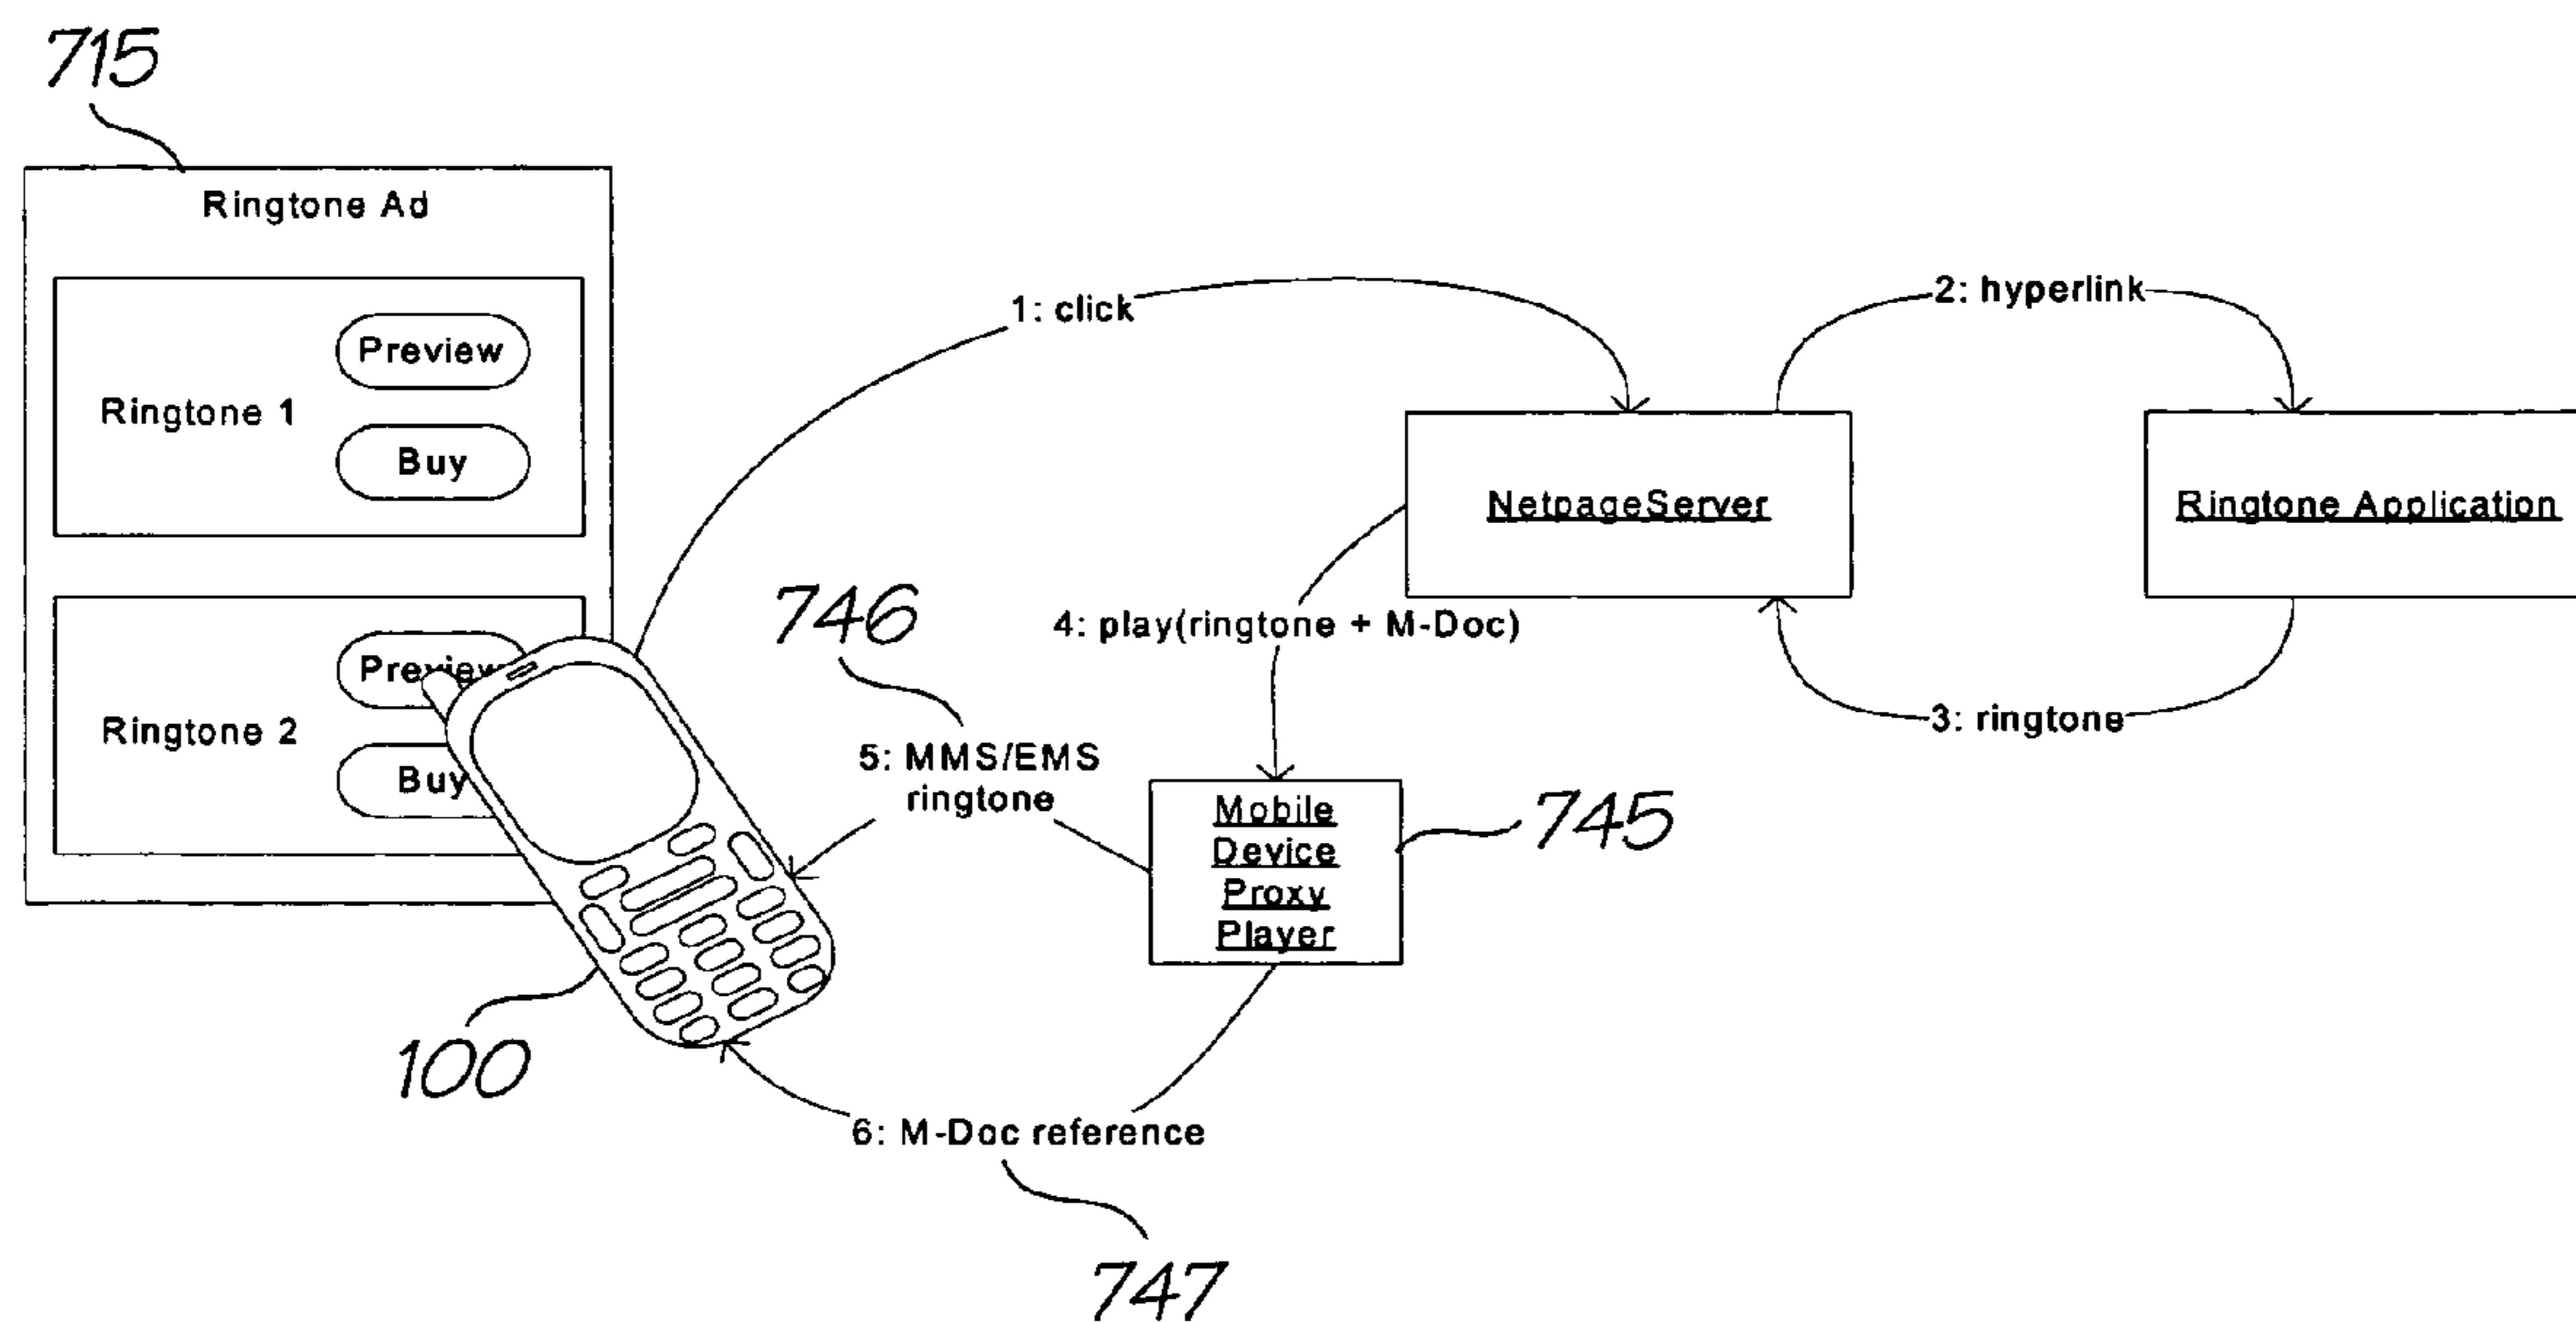 715
Ringtone Ad
Preview
Ringtone 1
Buy
Preview
Ringtone 2
Buy
1: click
2: hyperlink
NetpageServer
Ringtone Application
746
4: play(ringtone + M-Doc)
3: ringtone
5: MMS/EMS
ringtone
Mobile
Device
Proxy
Player
745
100
6: M-Doc reference
747